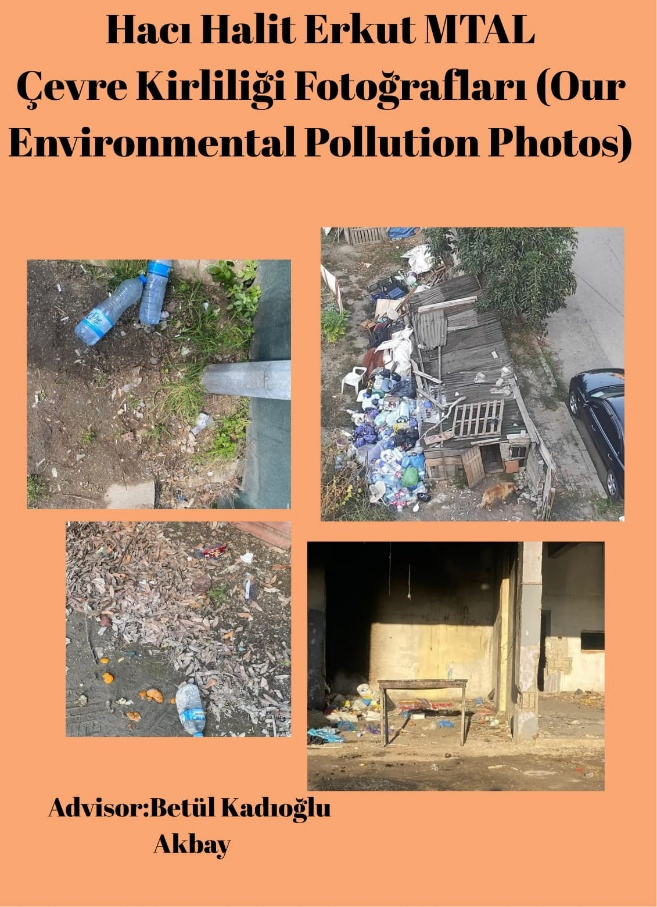 Hacı Halit Erkut MTAL
Çevre Kirliliği Fotoğrafları (Our
Environmental Pollution Photos)
Advisor:Betül Kadıoğlu
Akbay